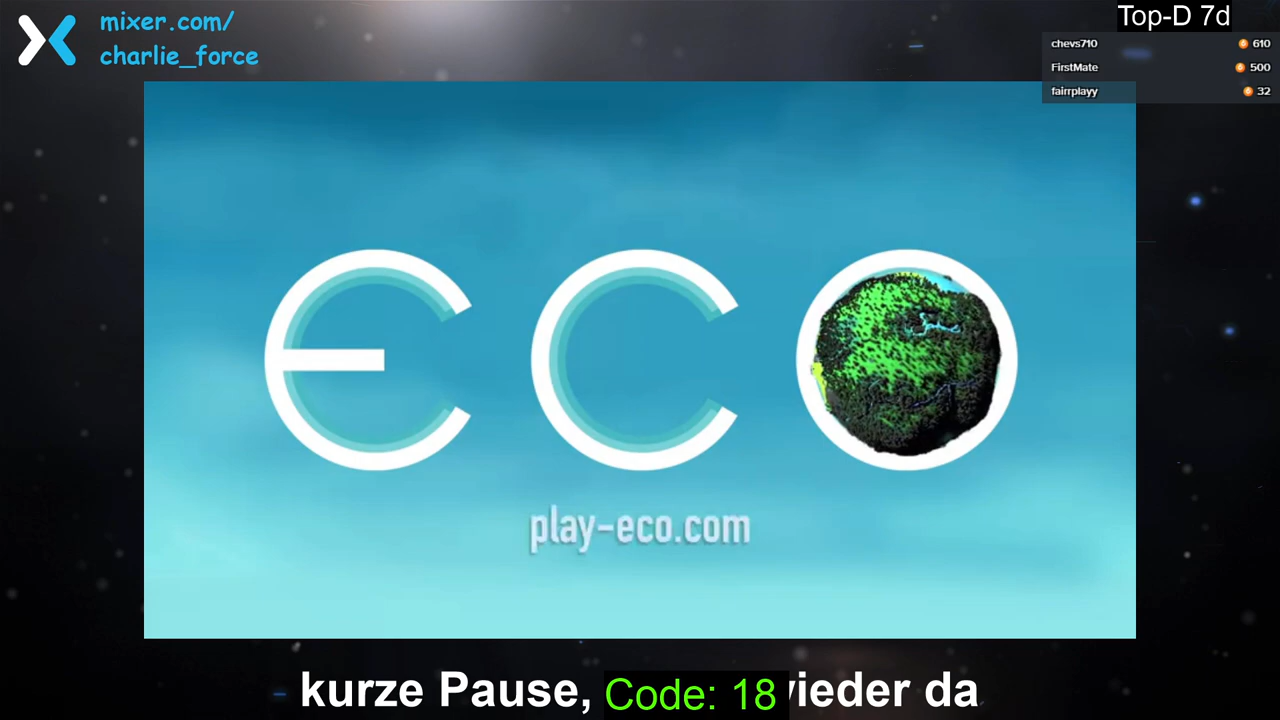 mixer.com/
charlie_force
Top-D 7d
chevs710 610
FirstMate 500
fairrplayy 32
eco
play-eco.com
kurze Pause, Code: 18 wieder da